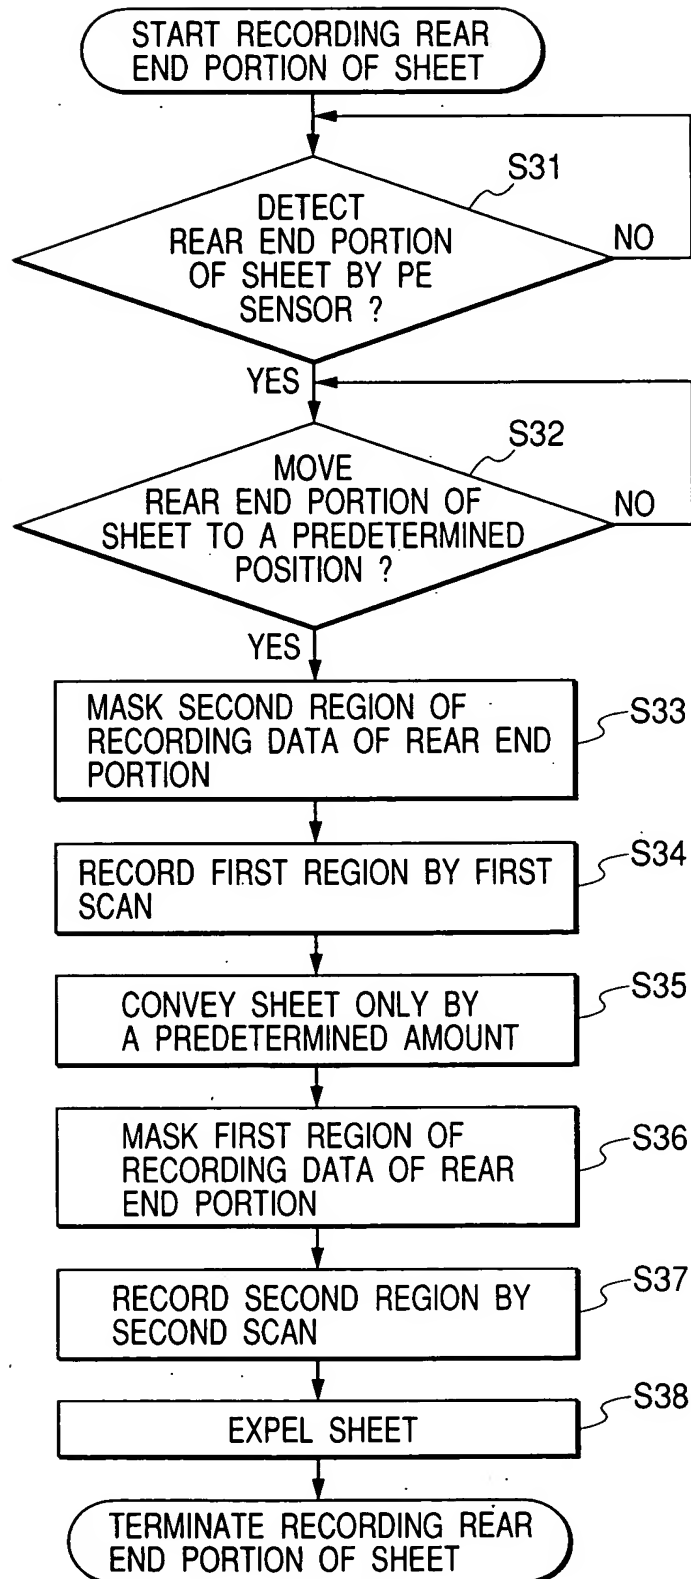 START RECORDING REAR
END PORTION OF SHEET
S31
DETECT
REAR END PORTION
OF SHEET BY PE
SENSOR ?
NO
YES
S32
MOVE
REAR END PORTION OF
SHEET TO A PREDETERMINED
POSITION ?
NO
YES
MASK SECOND REGION OF
RECORDING DATA OF REAR END
PORTION
S33
RECORD FIRST REGION BY FIRST
SCAN
S34
CONVEY SHEET ONLY BY
A PREDETERMINED AMOUNT
S35
MASK FIRST REGION OF
RECORDING DATA OF REAR
END PORTION
S36
RECORD SECOND REGION BY
SECOND SCAN
S37
EXPEL SHEET
S38
TERMINATE RECORDING REAR
END PORTION OF SHEET